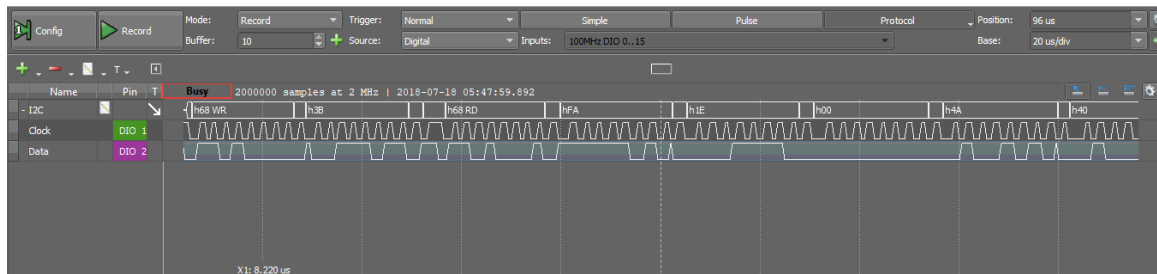 1 Config Record Mode: Record Trigger: Normal Simple Pulse Protocol Position: 96 us
Buffer: 10 Source: Digital Inputs: 100MHz DIO 0..15 Base: 20 us/div
T
Name Pin T Busy 2000000 samples at 2 MHz | 2018-07-18 05:47:59.892
- I2C h68 WR h3B h68 RD hFA h1E h00 h4A h40
Clock DIO 1
Data DIO 2
X1: 8.220 us